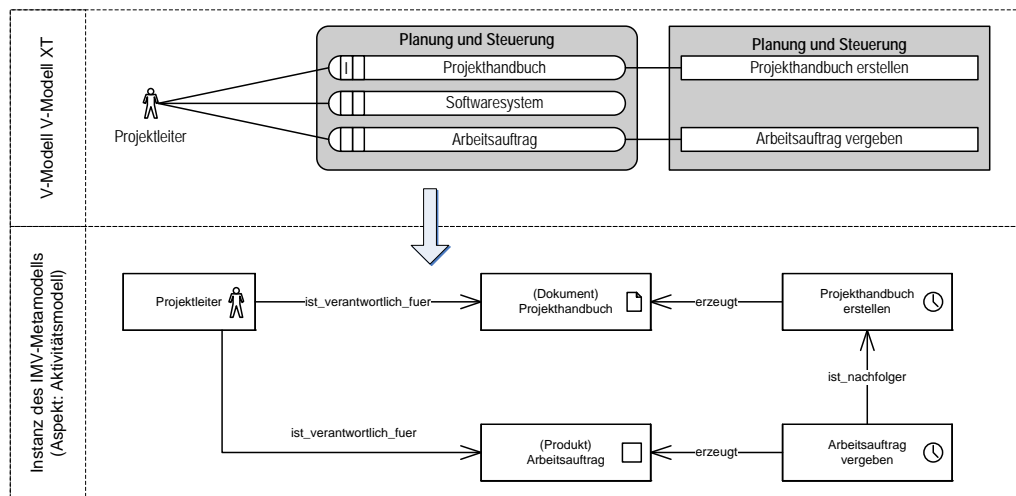 V-Modell V-Modell XT
Planung und Steuerung
Planung und Steuerung
I
Projekthandbuch
Projekthandbuch erstellen
Softwaresystem
Projektleiter
Arbeitsauftrag
Arbeitsauftrag vergeben
Instanz des IMV-Metamodells
(Aspekt: Aktivitätsmodell)
Projektleiter
ist_verantwortlich_fuer
(Dokument)
Projekthandbuch
erzeugt
Projekthandbuch
erstellen
ist_nachfolger
ist_verantwortlich_fuer
(Produkt)
Arbeitsauftrag
erzeugt
Arbeitsauftrag
vergeben